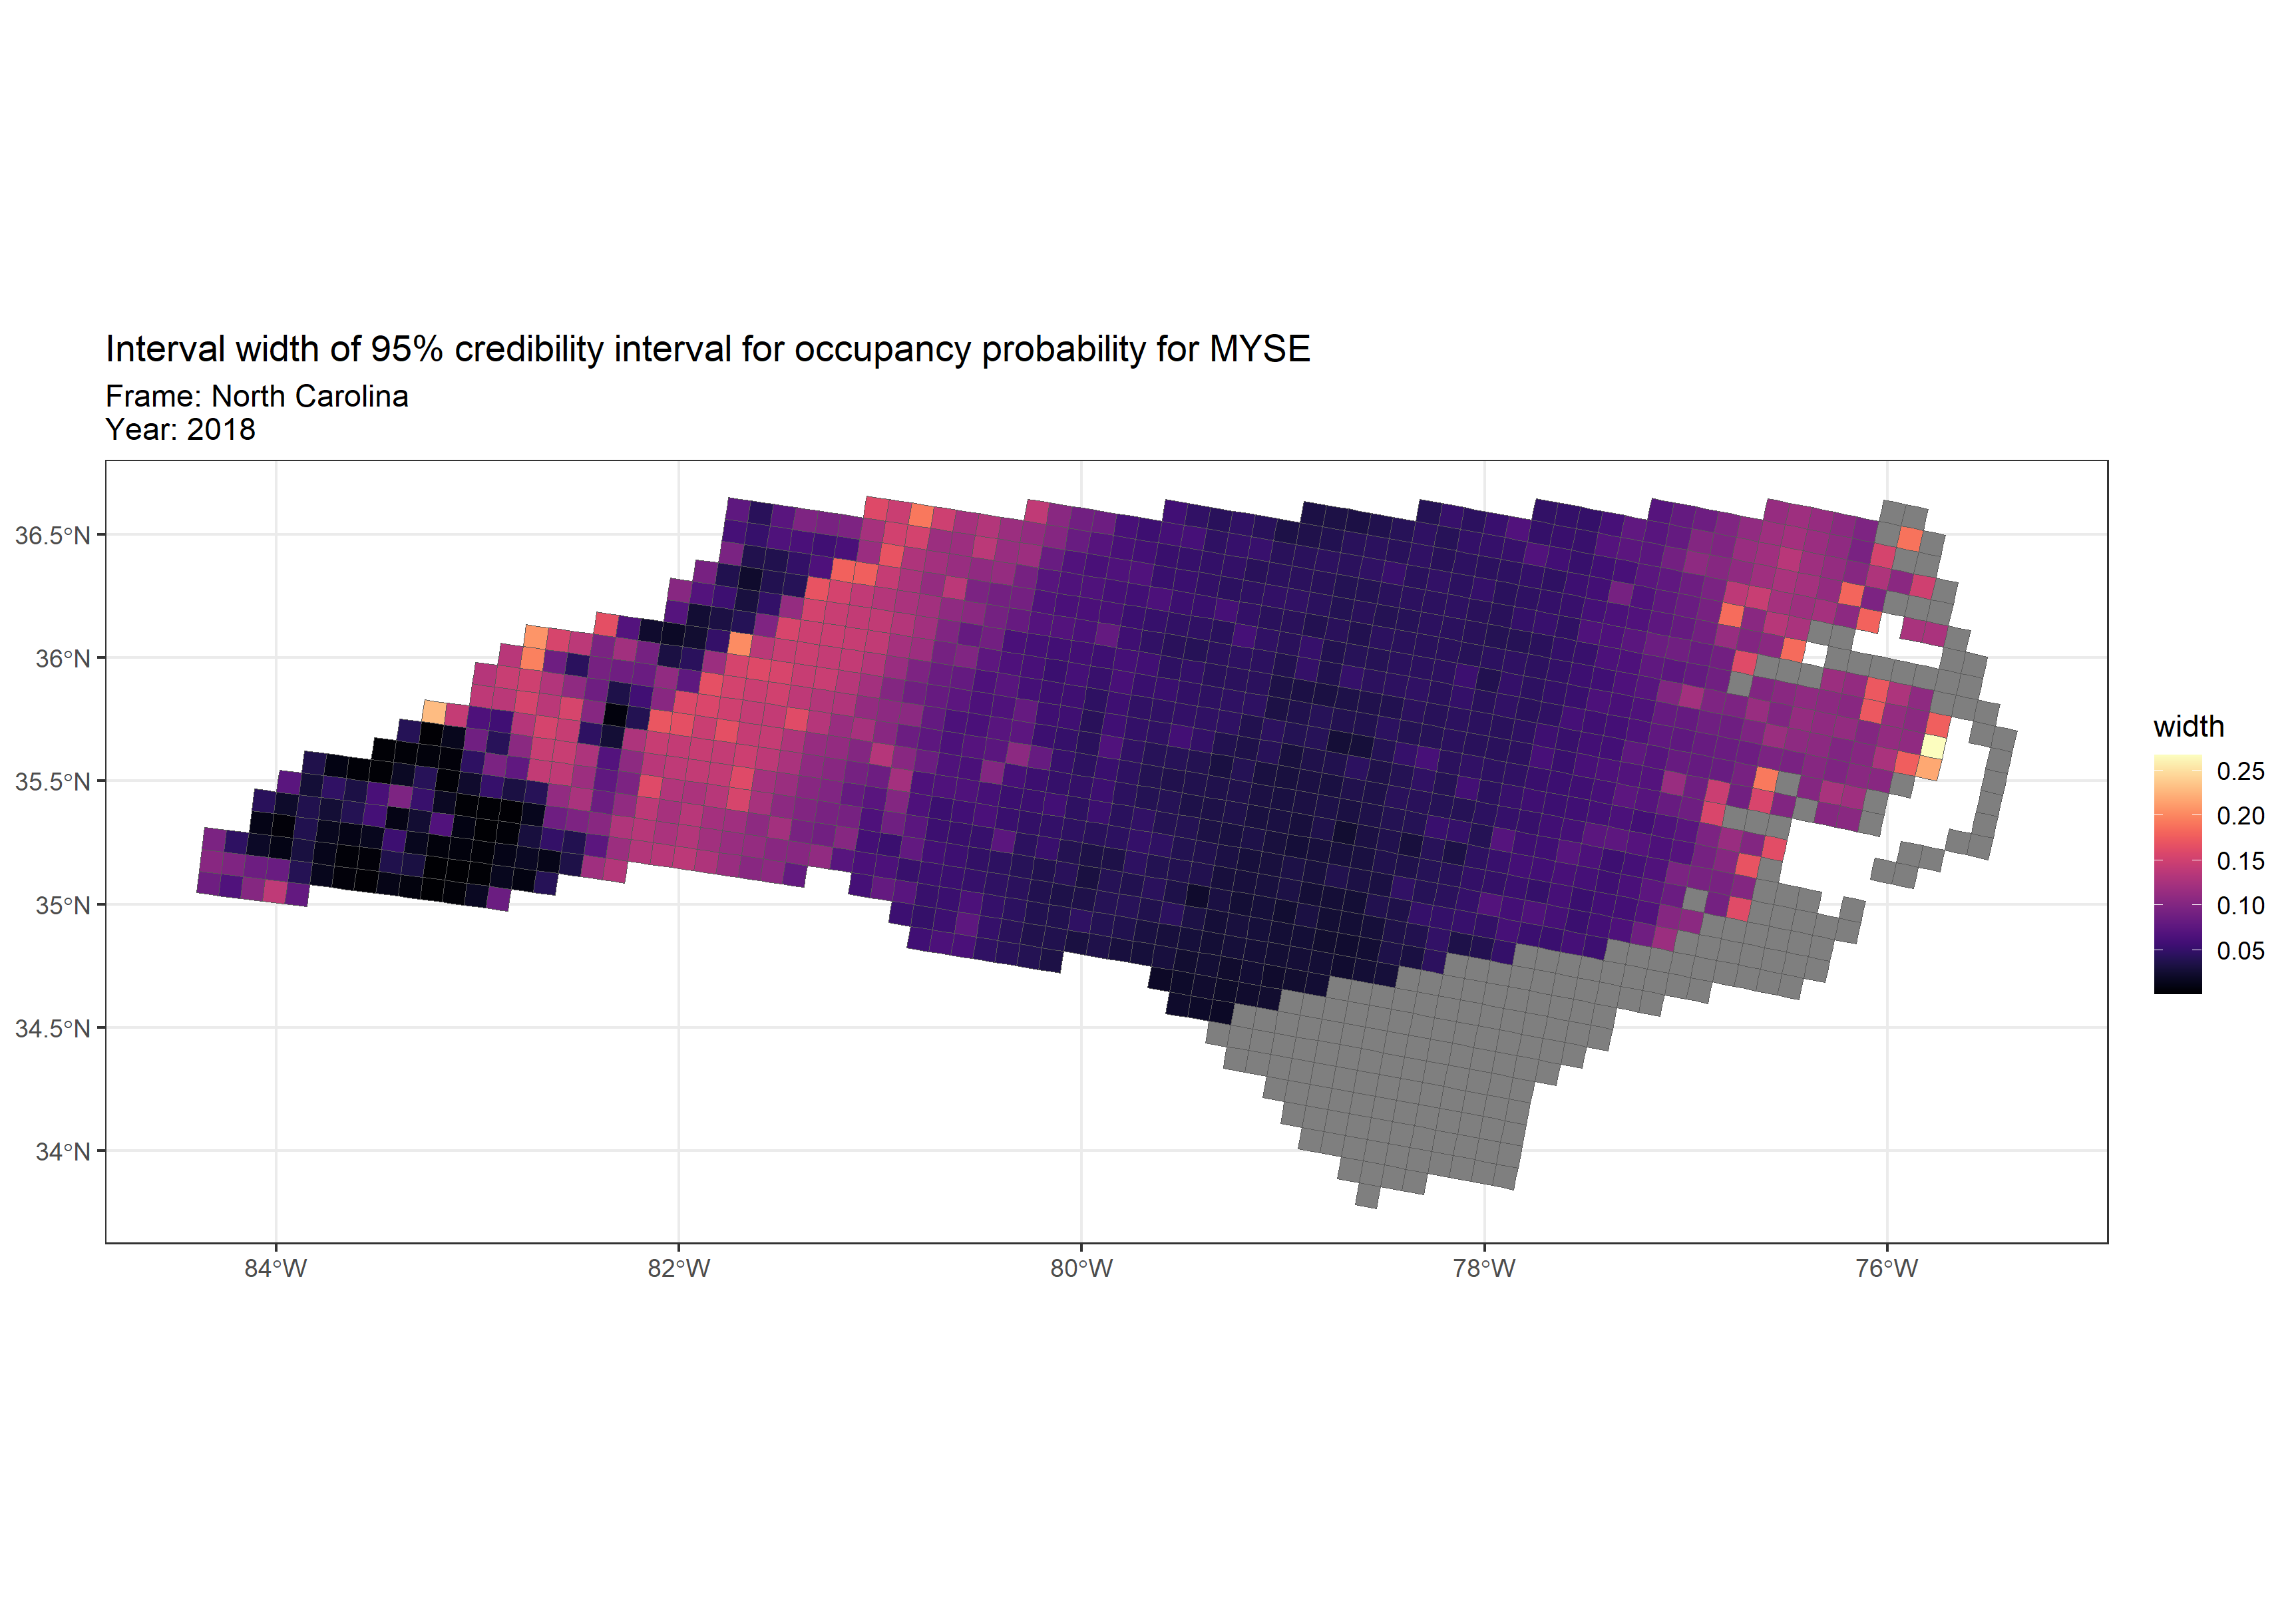 Interval width of 95% credibility interval for occupancy probability for MYSE
Frame: North Carolina
Year: 2018
36.5°N
36°N
35.5°N
35°N
34.5°N
34°N
84°W
82°W
80°W
78°W
76°W
width
0.25
0.20
0.15
0.10
0.05